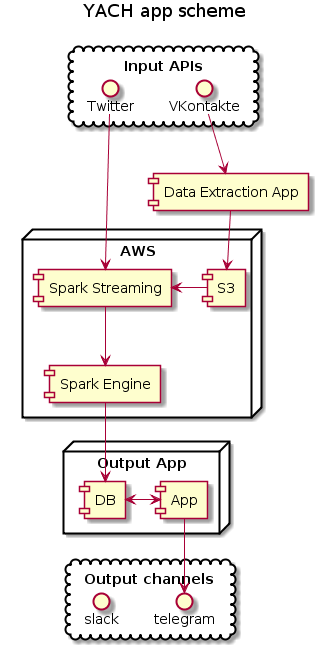 YACH app scheme
Input APIs
Twitter
VKontakte
Data Extraction App
AWS
Spark Streaming
S3
Spark Engine
Output App
DB
App
Output channels
slack
telegram